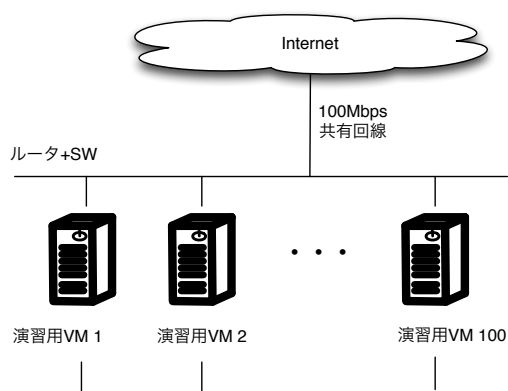 Internet
100Mbps
共有回線
ルータ+SW
・・・
演習用VM 1
演習用VM 2
演習用VM 100